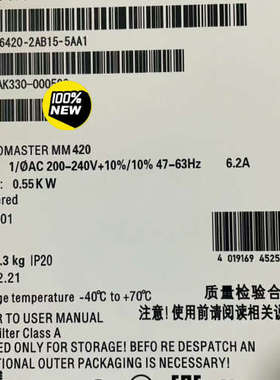 6420-2AB15-5AA1
AK330-000502
100%
NEW
OMASTER MM420
1/ØAC 200-240V+10%/10% 47-63Hz 6.2A
: 0.55KW
ered
01
.3 kg IP20
2.21
ge temperature -40°C to +70°C
4 019169 4525
质量检验合
注意!使用前请阅读相关说
R TO USER MANUAL
ilter Class A
ED ONLY FOR STORAGE! BEFO RE DESPATCH AN
TIONAL OUTER PACKAGING IS NECESSARY!